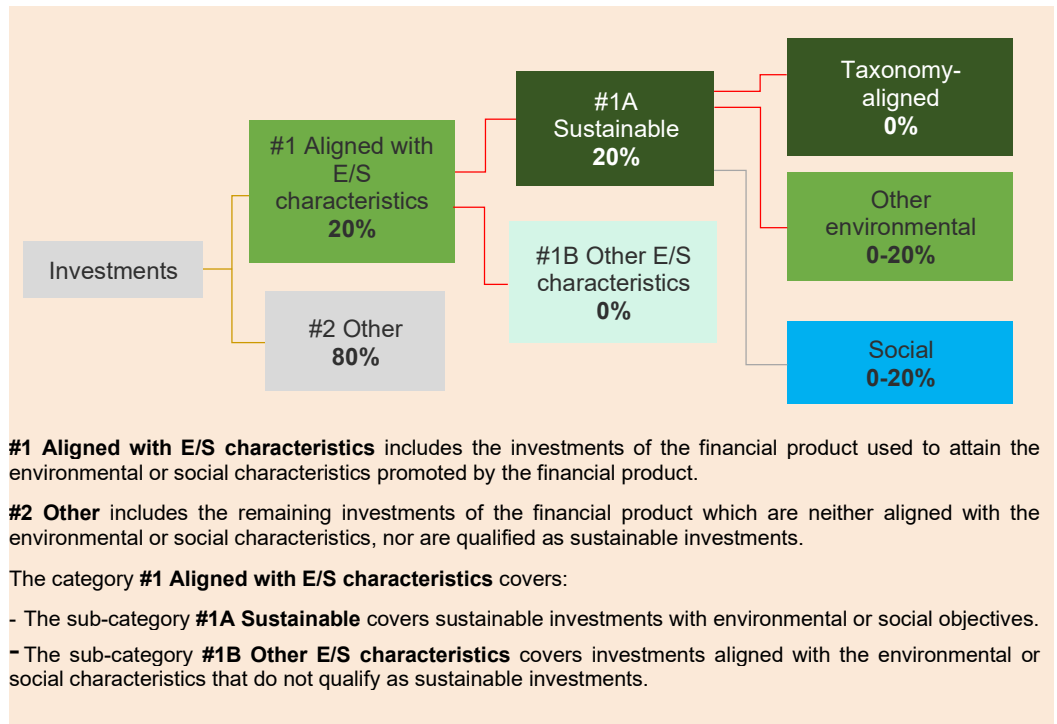 Investments
#1 Aligned with
E/S
characteristics
20%
#2 Other
80%
#1A
Sustainable
20%
#1B Other E/S
characteristics
0%
Taxonomy-
aligned
0%
Other
environmental
0-20%
Social
0-20%
#1 Aligned with E/S characteristics includes the investments of the financial product used to attain the
environmental or social characteristics promoted by the financial product.
#2 Other includes the remaining investments of the financial product which are neither aligned with the
environmental or social characteristics, nor are qualified as sustainable investments.
The category #1 Aligned with E/S characteristics covers:
- The sub-category #1A Sustainable covers sustainable investments with environmental or social objectives.
- The sub-category #1B Other E/S characteristics covers investments aligned with the environmental or
social characteristics that do not qualify as sustainable investments.